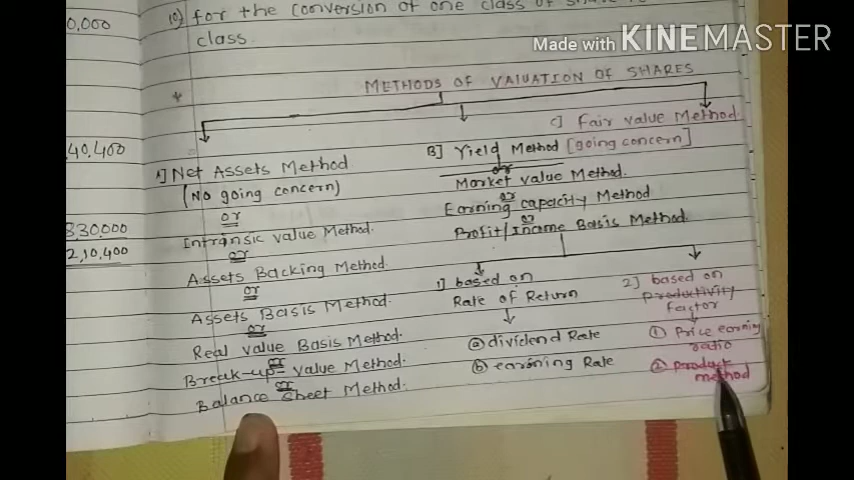 0,000
10] for the conversion of one class of
class.
Made with KINEMASTER
* METHODS OF VALUATION OF SHARES
40,400
830,000
2,10,400
A] Net Assets Method
(No going concern)
or
Intrinsic value Method.
or
Assets Backing Method.
or
Assets Basis Method.
or
Real value Basis Method.
or
Break-up value Method.
or
Balance Sheet Method.
B] Yield Method [going concern]
or
Market value Method.
or
Earning capacity Method
or
Profit/Income Basis Method.
1] based on
Rate of Return
(a) dividend Rate
(b) earining Rate
2] based on
Productivity
factor
(1) Price earning
ratio
(2) Product
method
C] Fair value Method.